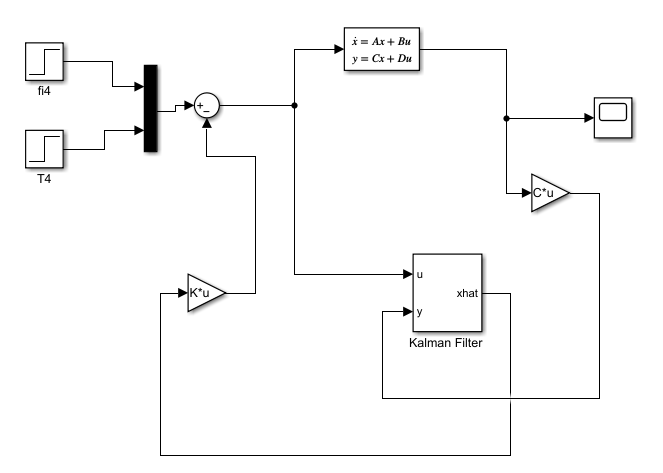 fi4
T4
+
_
ẋ = Ax + Bu
y = Cx + Du
C*u
K*u
u
y
xhat
Kalman Filter